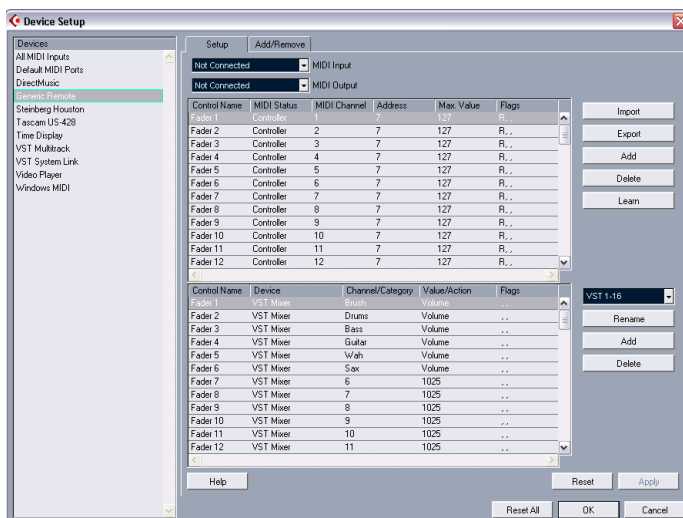 Device Setup
Devices
All MIDI Inputs
Default MIDI Ports
DirectMusic
Generic Remote
Steinberg Houston
Tascam US-428
Time Display
VST Multitrack
VST System Link
Video Player
Windows MIDI
Setup Add/Remove
Not Connected MIDI Input
Not Connected MIDI Output
Control Name MIDI Status MIDI Channel Address Max. Value Flags
Fader 1 Controller 1 7 127 R, ,
Fader 2 Controller 2 7 127 R, ,
Fader 3 Controller 3 7 127 R, ,
Fader 4 Controller 4 7 127 R, ,
Fader 5 Controller 5 7 127 R, ,
Fader 6 Controller 6 7 127 R, ,
Fader 7 Controller 7 7 127 R, ,
Fader 8 Controller 8 7 127 R, ,
Fader 9 Controller 9 7 127 R, ,
Fader 10 Controller 10 7 127 R, ,
Fader 11 Controller 11 7 127 R, ,
Fader 12 Controller 12 7 127 R, ,
Import
Export
Add
Delete
Learn
Control Name Device Channel/Category Value/Action Flags
Fader 1 VST Mixer Brush Volume , ,
Fader 2 VST Mixer Drums Volume , ,
Fader 3 VST Mixer Bass Volume , ,
Fader 4 VST Mixer Guitar Volume , ,
Fader 5 VST Mixer Wah Volume , ,
Fader 6 VST Mixer Sax Volume , ,
Fader 7 VST Mixer 6 1025 , ,
Fader 8 VST Mixer 7 1025 , ,
Fader 9 VST Mixer 8 1025 , ,
Fader 10 VST Mixer 9 1025 , ,
Fader 11 VST Mixer 10 1025 , ,
Fader 12 VST Mixer 11 1025 , ,
VST 1-16
Rename
Add
Delete
Help Reset Apply
Reset All OK Cancel